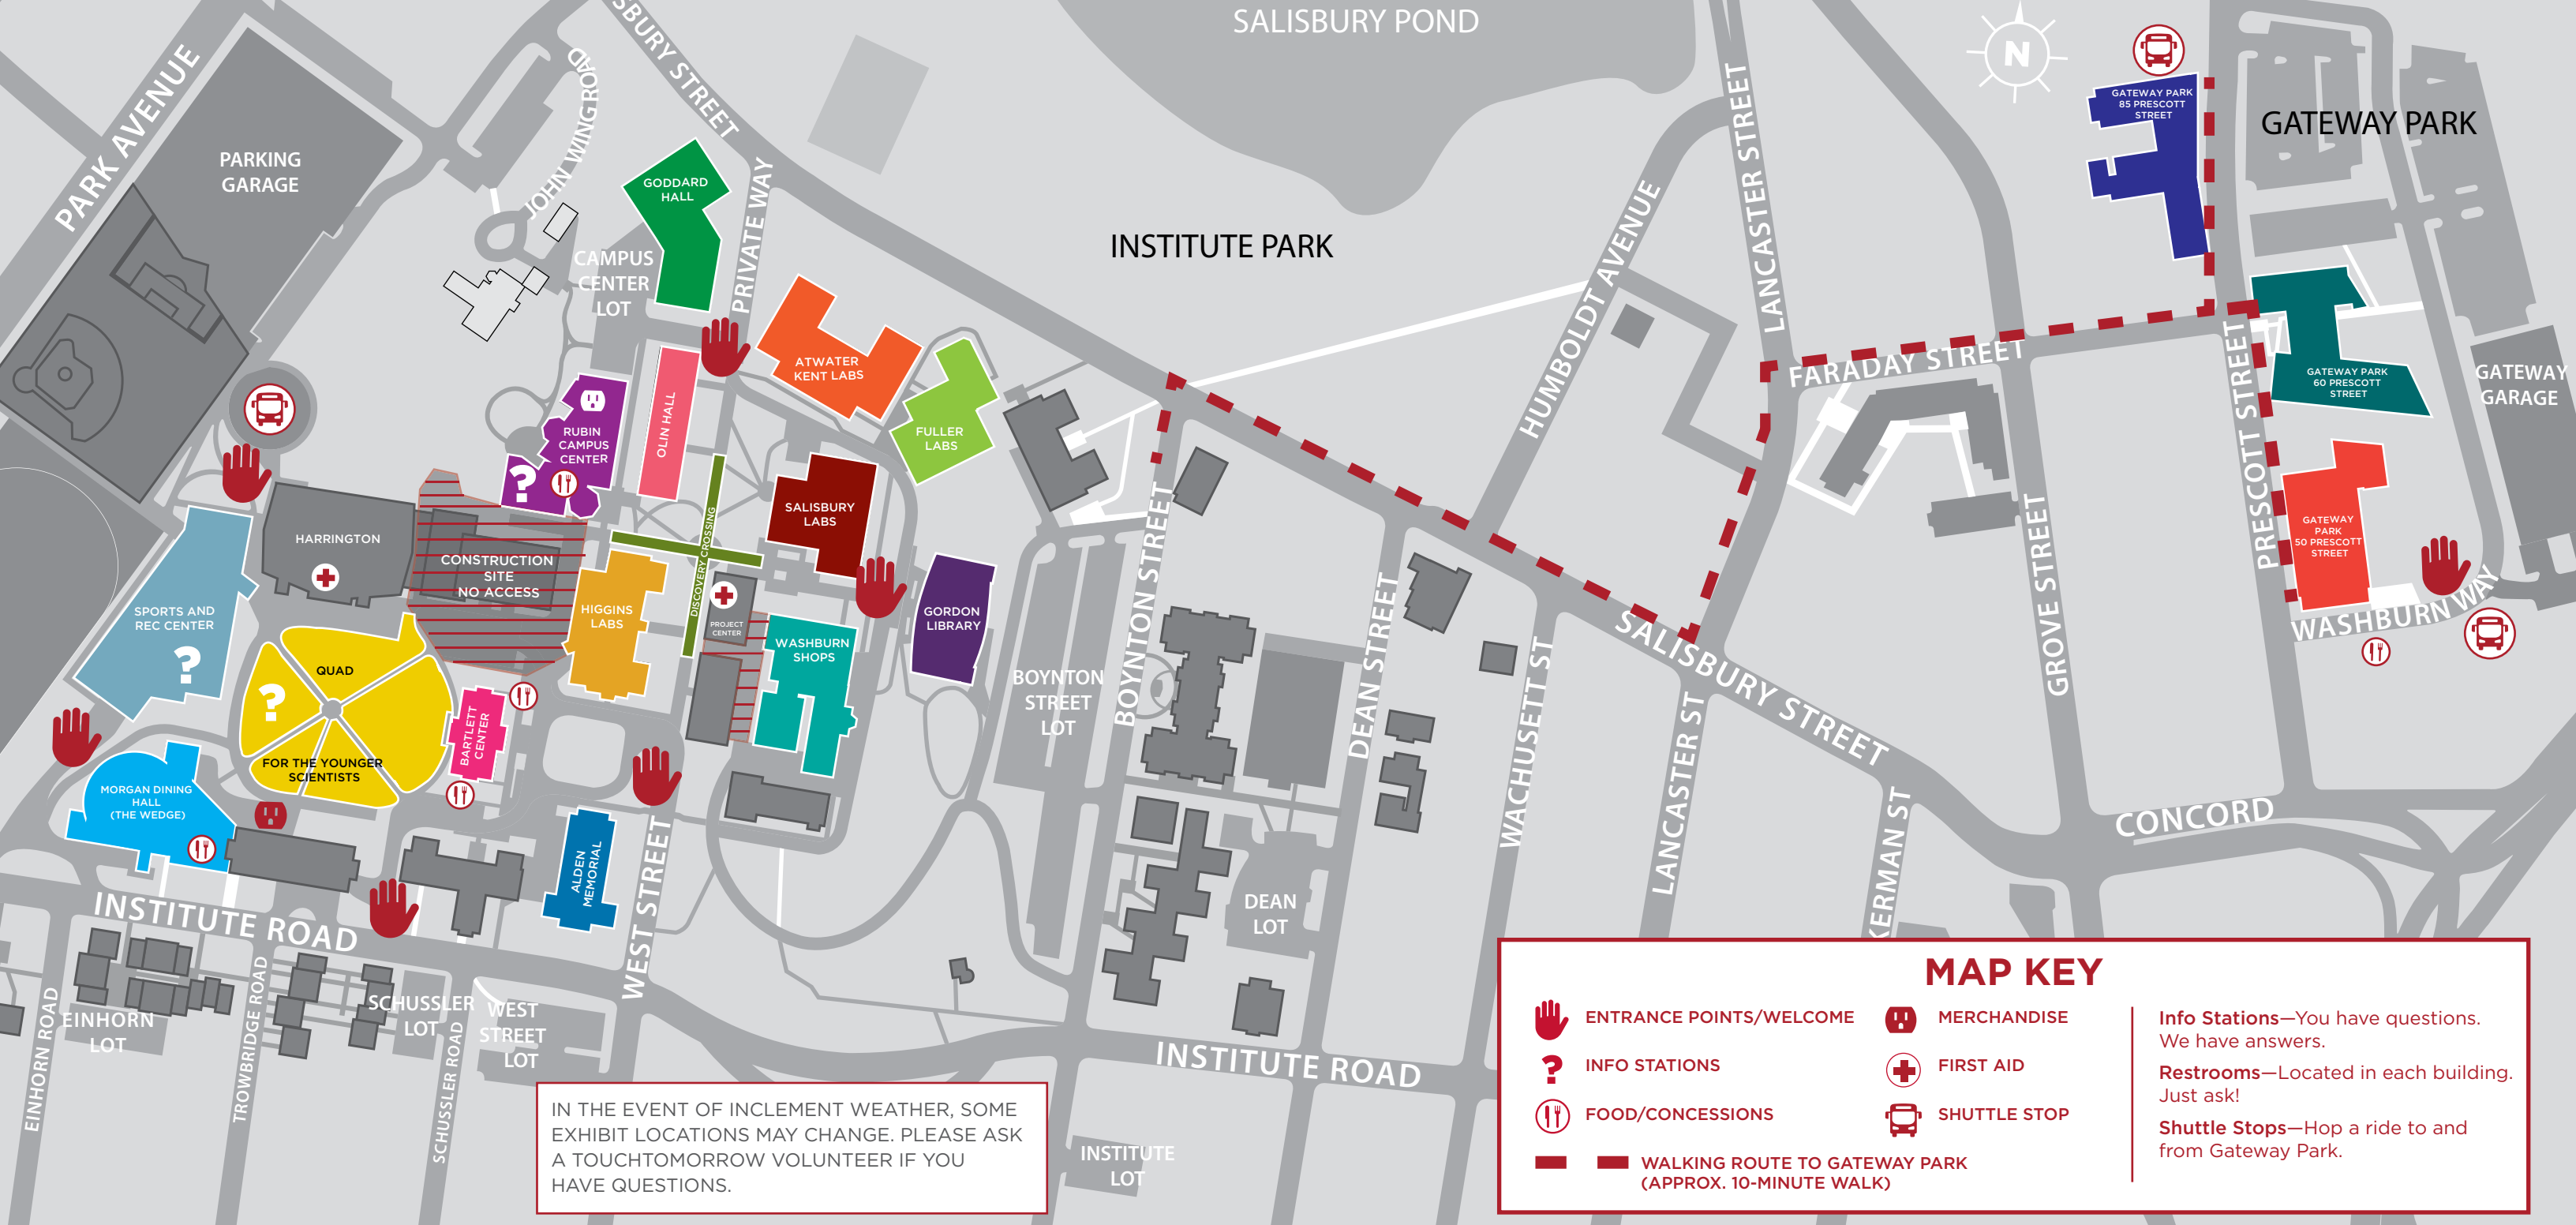 SALISBURY POND
SBURY STREET
PARK AVENUE
PARKING
GARAGE
JOHN WING ROAD
GODDARD
HALL
PRIVATE WAY
CAMPUS
CENTER
LOT
INSTITUTE PARK
HUMBOLDT AVENUE
LANCASTER STREET
N
GATEWAY PARK
85 PRESCOTT
STREET
GATEWAY PARK
ATWATER
KENT LABS
FULLER
LABS
OLIN HALL
RUBIN
CAMPUS
CENTER
?
FARADAY STREET
GATEWAY PARK
60 PRESCOTT
STREET
GATEWAY
GARAGE
PRESCOTT STREET
GATEWAY
PARK
50 PRESCOTT
STREET
WASHBURN WAY
HARRINGTON
CONSTRUCTION
SITE
NO ACCESS
SALISBURY
LABS
DISCOVERY CROSSING
HIGGINS
LABS
PROJECT
CENTER
WASHBURN
SHOPS
GORDON
LIBRARY
SPORTS AND
REC CENTER
?
QUAD
?
FOR THE YOUNGER
SCIENTISTS
BARTLETT
CENTER
MORGAN DINING
HALL
(THE WEDGE)
ALDEN
MEMORIAL
WEST STREET
BOYNTON
STREET
LOT
BOYNTON STREET
DEAN STREET
WACHUSETT ST
SALISBURY STREET
LANCASTER ST
GROVE STREET
KERMAN ST
CONCORD
DEAN
LOT
INSTITUTE ROAD
EINHORN ROAD
EINHORN
LOT
TROWBRIDGE ROAD
SCHUSSLER
LOT
SCHUSSLER ROAD
WEST
STREET
LOT
INSTITUTE ROAD
INSTITUTE
LOT
IN THE EVENT OF INCLEMENT WEATHER, SOME
EXHIBIT LOCATIONS MAY CHANGE. PLEASE ASK
A TOUCHTOMORROW VOLUNTEER IF YOU
HAVE QUESTIONS.
MAP KEY
ENTRANCE POINTS/WELCOME
? INFO STATIONS
FOOD/CONCESSIONS
MERCHANDISE
FIRST AID
SHUTTLE STOP
WALKING ROUTE TO GATEWAY PARK
(APPROX. 10-MINUTE WALK)
Info Stations—You have questions.
We have answers.
Restrooms—Located in each building.
Just ask!
Shuttle Stops—Hop a ride to and
from Gateway Park.